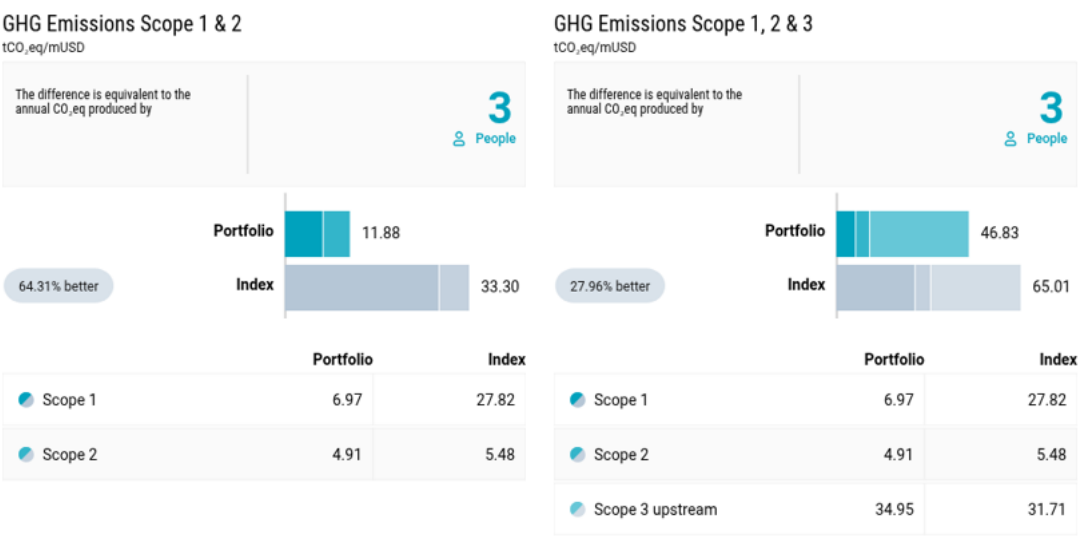 GHG Emissions Scope 1 & 2
tCO₂eq/mUSD
The difference is equivalent to the
annual CO₂eq produced by
3
People
Portfolio
11.88
64.31% better
Index
33.30
Portfolio Index
Scope 1 6.97 27.82
Scope 2 4.91 5.48
GHG Emissions Scope 1, 2 & 3
tCO₂eq/mUSD
The difference is equivalent to the
annual CO₂eq produced by
3
People
Portfolio
46.83
27.96% better
Index
65.01
Portfolio Index
Scope 1 6.97 27.82
Scope 2 4.91 5.48
Scope 3 upstream 34.95 31.71